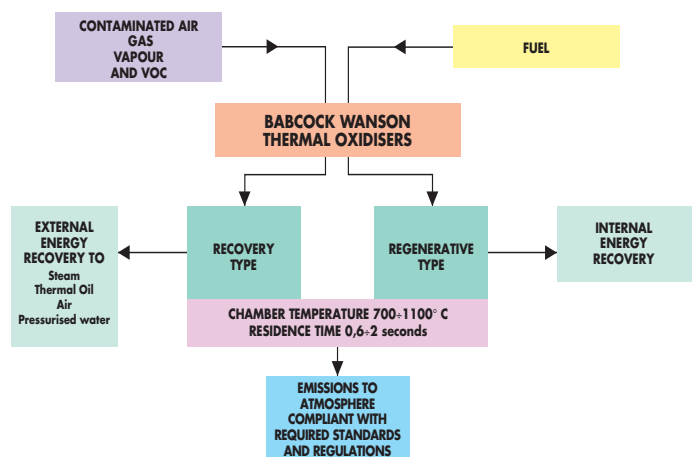 CONTAMINATED AIR
GAS
VAPOUR
AND VOC
FUEL
BABCOCK WANSON
THERMAL OXIDISERS
EXTERNAL
ENERGY
RECOVERY TO
Steam
Thermal Oil
Air
Pressurised water
RECOVERY
TYPE
REGENERATIVE
TYPE
INTERNAL
ENERGY
RECOVERY
CHAMBER TEMPERATURE 700÷1100° C
RESIDENCE TIME 0,6÷2 seconds
EMISSIONS TO
ATMOSPHERE
COMPLIANT WITH
REQUIRED STANDARDS
AND REGULATIONS